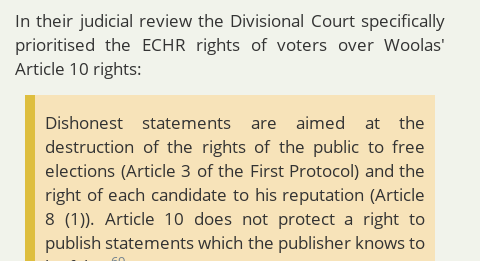 In their judicial review the Divisional Court specifically
prioritised the ECHR rights of voters over Woolas'
Article 10 rights:
Dishonest statements are aimed at the
destruction of the rights of the public to free
elections (Article 3 of the First Protocol) and the
right of each candidate to his reputation (Article
8 (1)). Article 10 does not protect a right to
publish statements which the publisher knows to